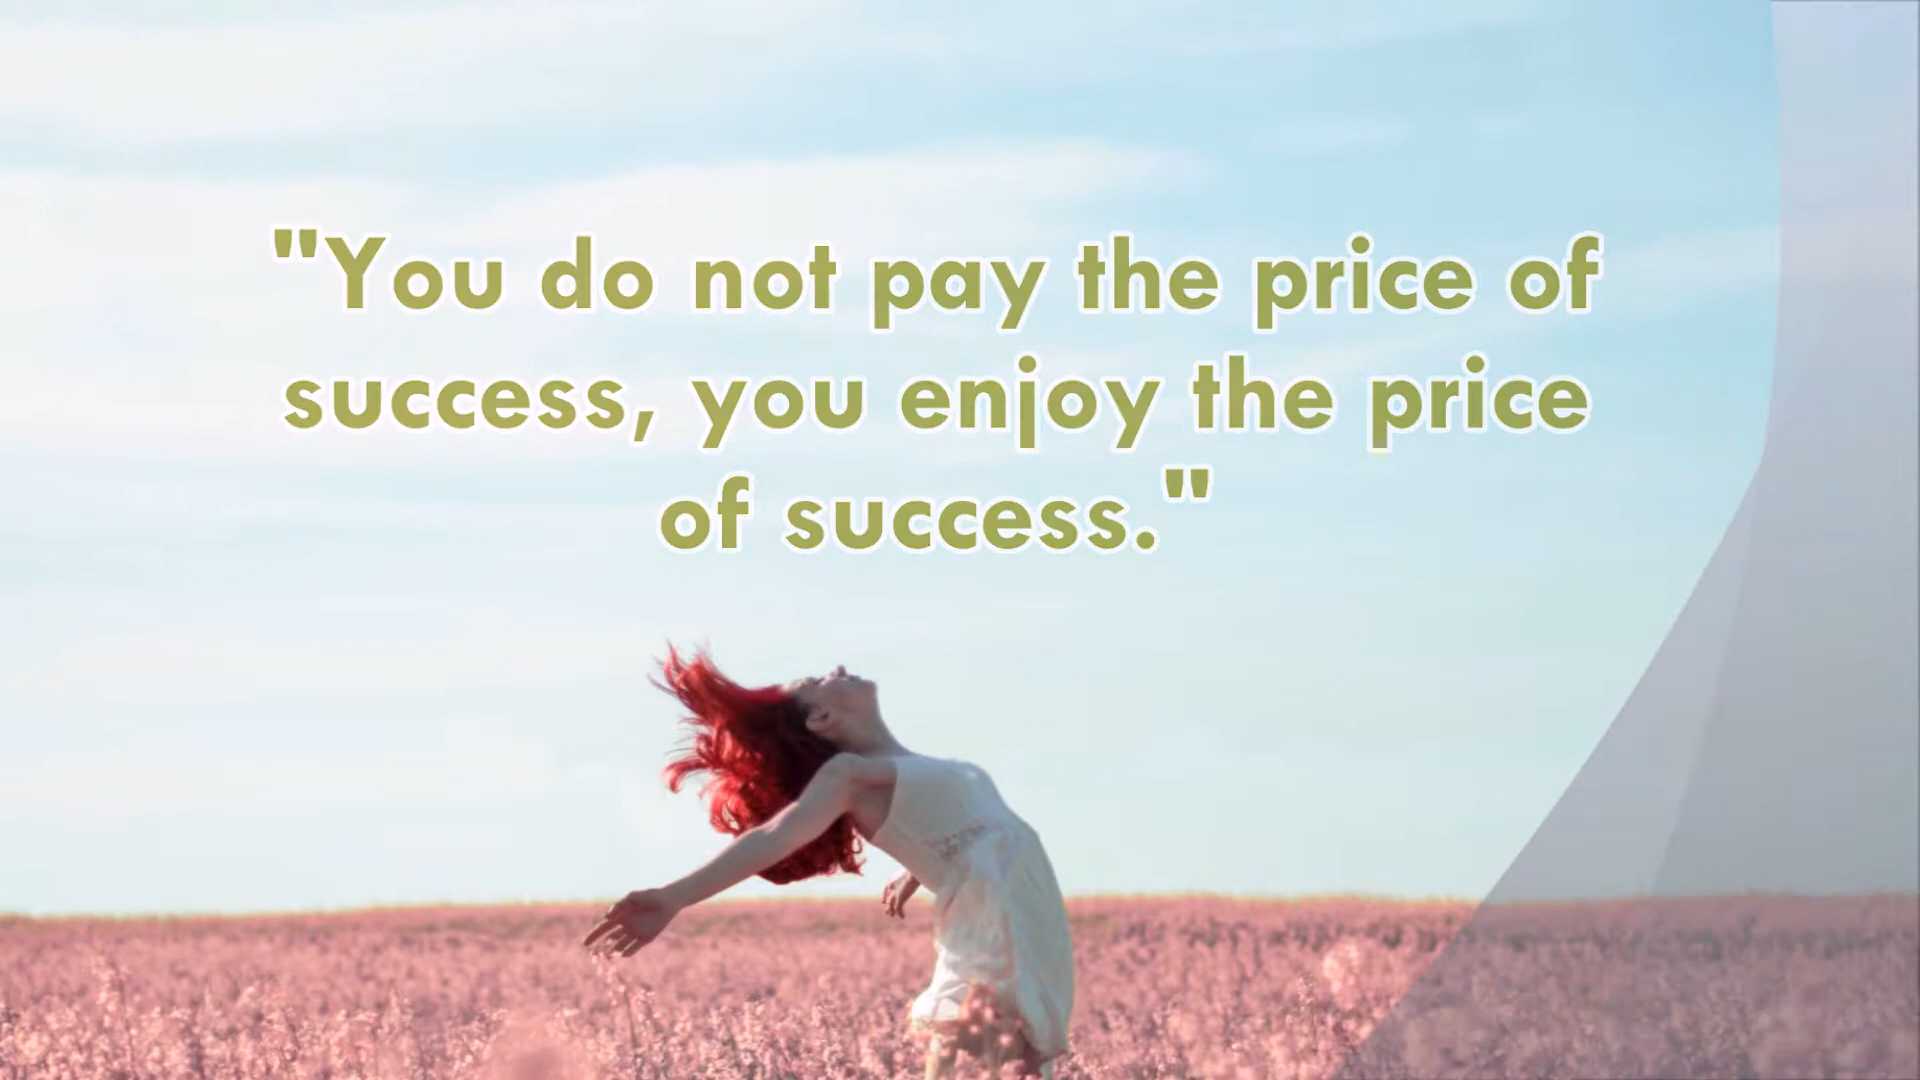 "You do not pay the price of
success, you enjoy the price
of success."